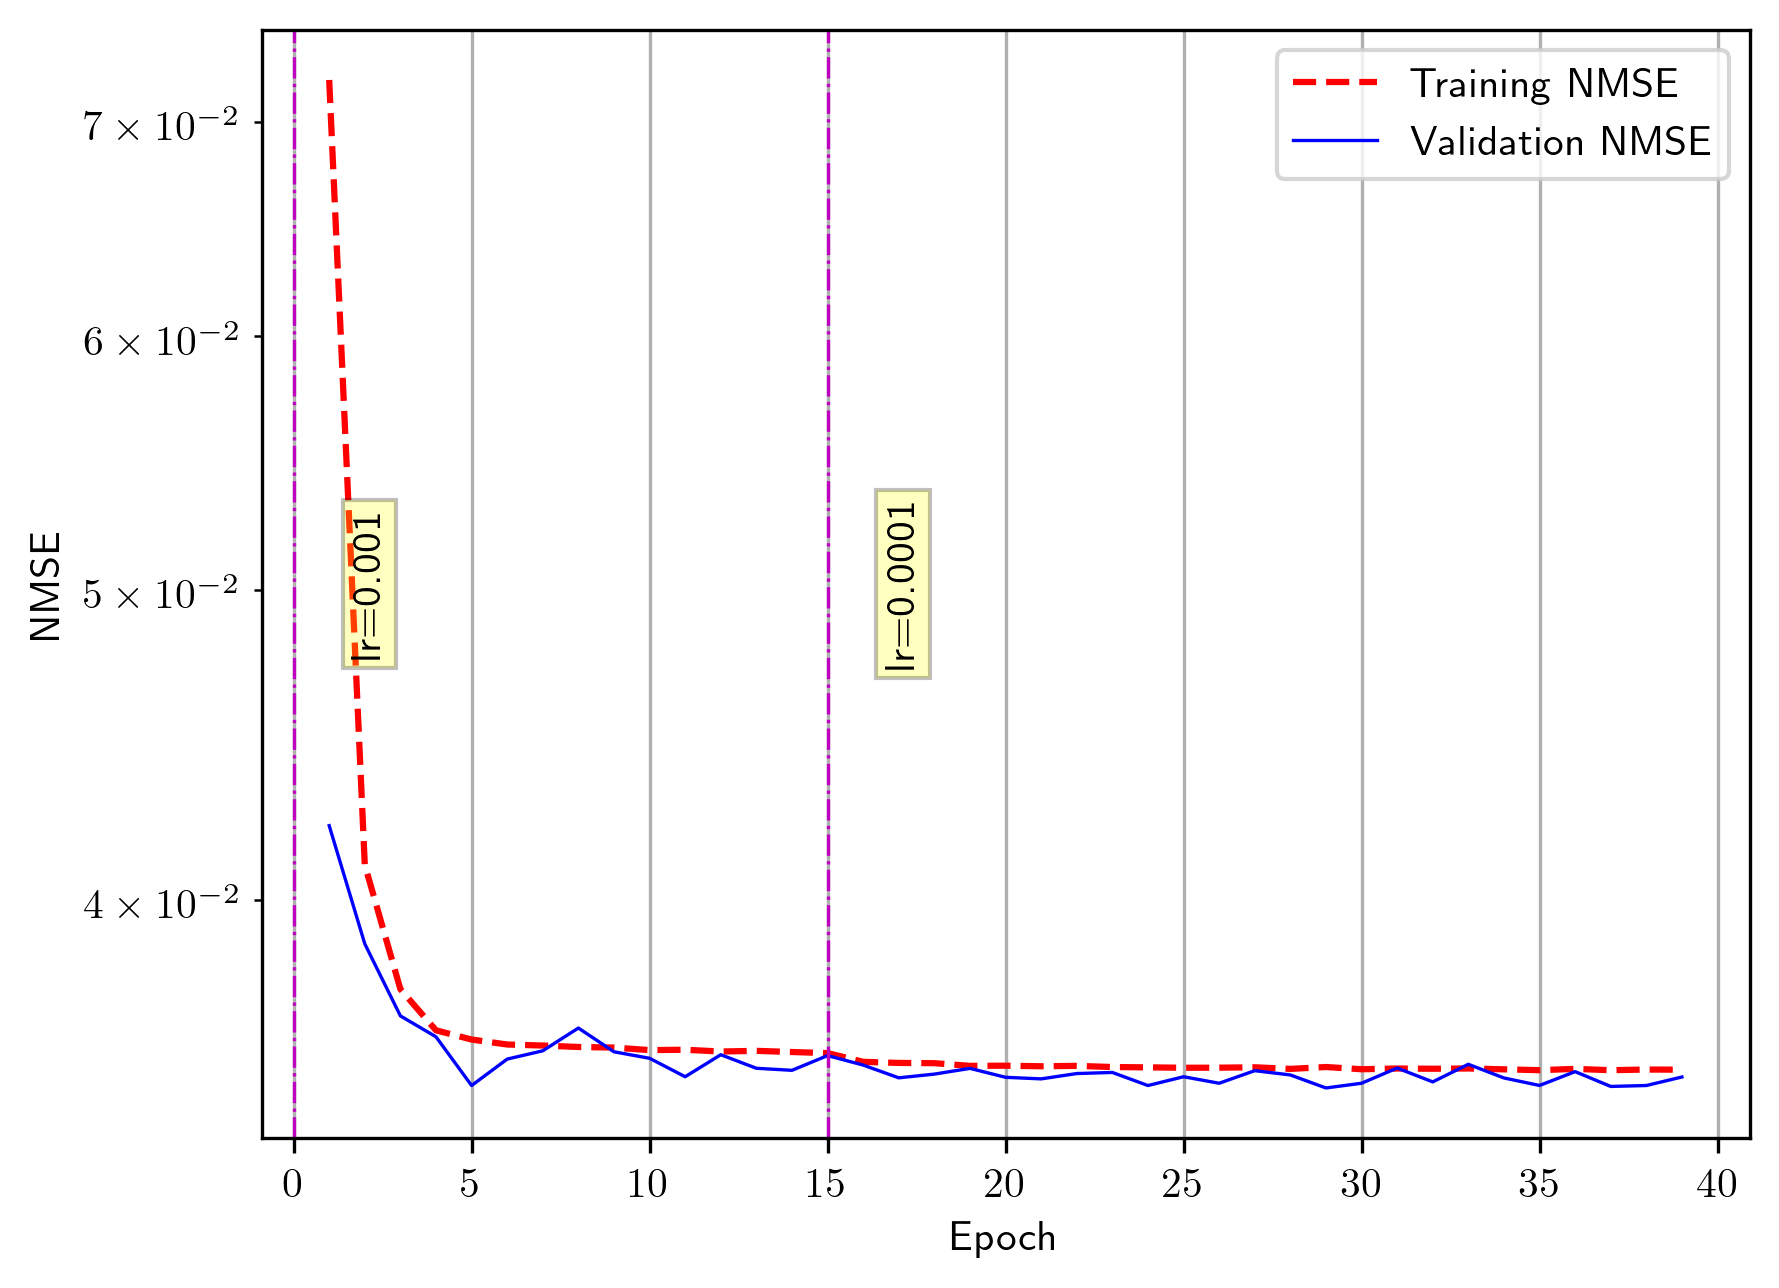 Training NMSE
Validation NMSE
7 × 10⁻²
6 × 10⁻²
5 × 10⁻²
4 × 10⁻²
NMSE
lr=0.001
lr=0.0001
0 5 10 15 20 25 30 35 40
Epoch